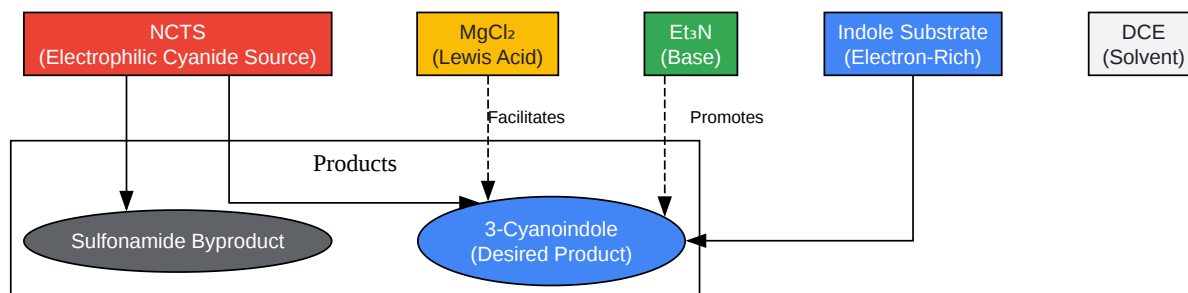 NCTS
(Electrophilic Cyanide Source)
MgCl₂
(Lewis Acid)
Et₃N
(Base)
Indole Substrate
(Electron-Rich)
DCE
(Solvent)
Facilitates
Promotes
Products
Sulfonamide Byproduct
3-Cyanoindole
(Desired Product)